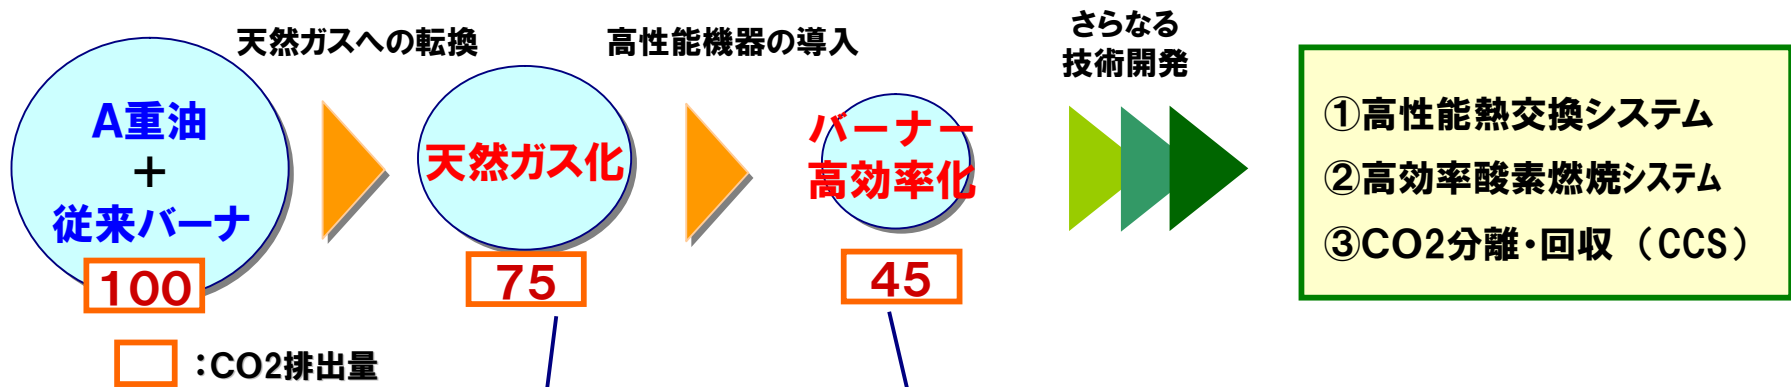 天然ガスへの転換
高性能機器の導入
さらなる
技術開発
A重油
+
従来バーナ
100
天然ガス化
75
バーナー
高効率化
45
①高性能熱交換システム
②高効率酸素燃焼システム
③CO2分離・回収（CCS）
：CO2排出量